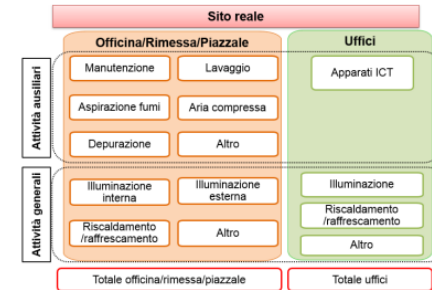 Sito reale
Officina/Rimessa/Piazzale
Uffici
Attività ausiliari
Manutenzione
Lavaggio
Apparati ICT
Aspirazione fumi
Aria compressa
Depurazione
Altro
Attività generali
Illuminazione
interna
Illuminazione
esterna
Illuminazione
Riscaldamento
/raffrescamento
Altro
Riscaldamento
/raffrescamento
Altro
Totale officina/rimessa/piazzale
Totale uffici